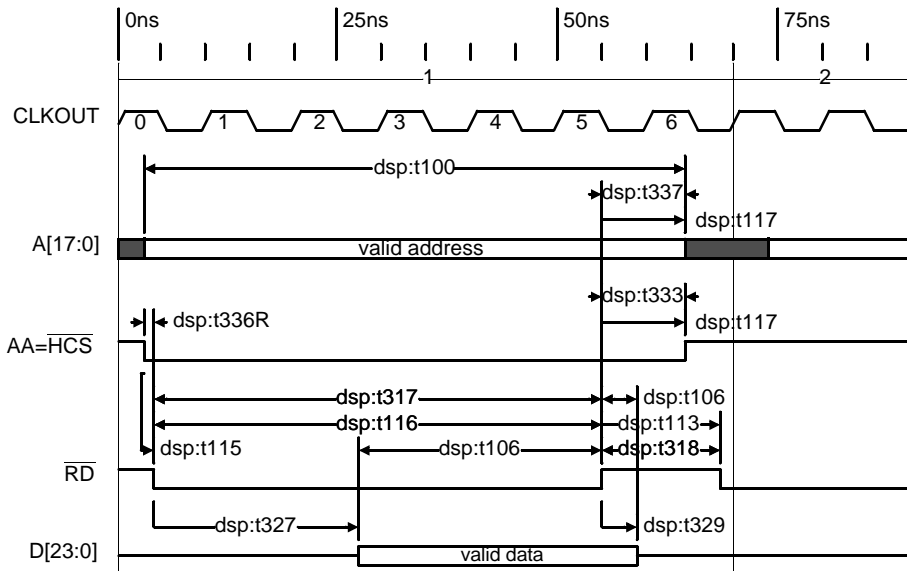 0ns 25ns 50ns 75ns
1 2
CLKOUT 0 1 2 3 4 5 6
dsp:t100
dsp:t337
dsp:t117
A[17:0] valid address
dsp:t333
dsp:t336R dsp:t117
AA=HCS
dsp:t317 dsp:t106
dsp:t116 dsp:t113
dsp:t115 dsp:t106 dsp:t318
RD
dsp:t327 dsp:t329
D[23:0] valid data